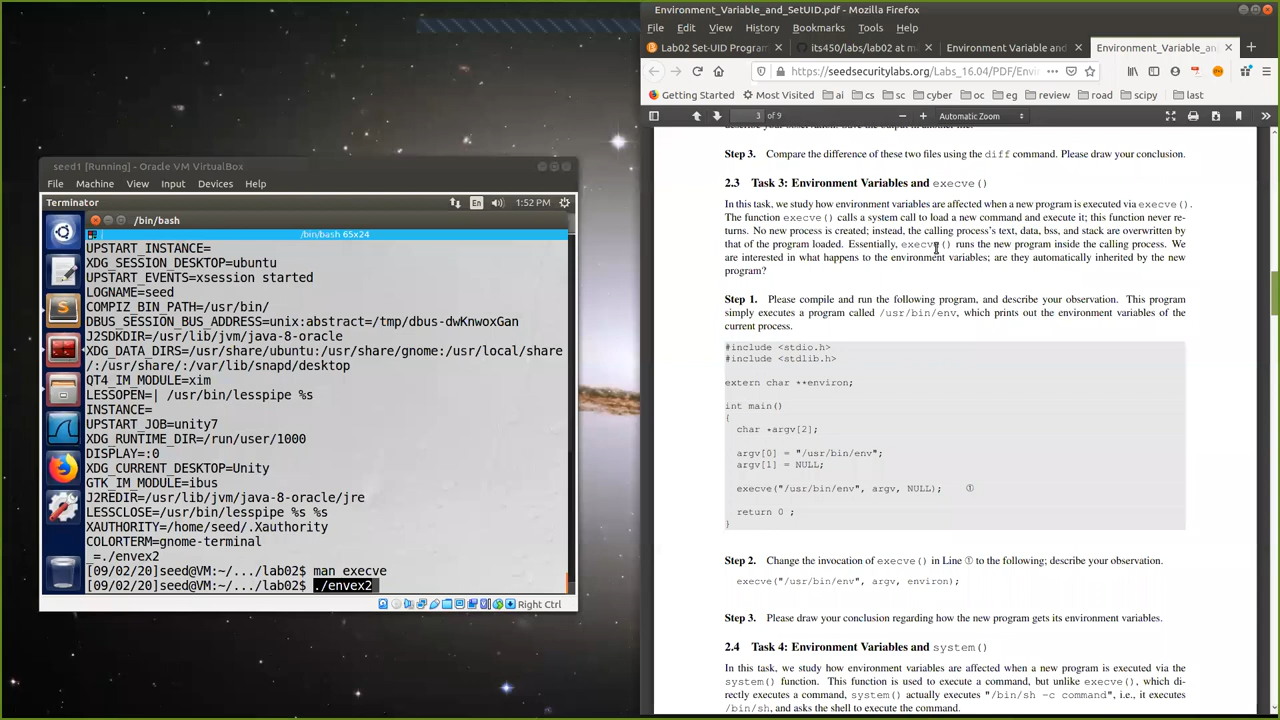 Environment_Variable_and_SetUID.pdf - Mozilla Firefox
File Edit View History Bookmarks Tools Help
Lab02 Set-UID Program
its450/labs/lab02 at m
Environment Variable and
Environment_Variable_an
https://seedsecuritylabs.org/Labs_16.04/PDF/Envi
Getting Started Most Visited ai cs sc cyber oc eg review road scipy last
3 of 9 Automatic Zoom
Step 3. Compare the difference of these two files using the diff command. Please draw your conclusion.
2.3 Task 3: Environment Variables and execve()
In this task, we study how environment variables are affected when a new program is executed via execve().
The function execve() calls a system call to load a new command and execute it; this function never re-
turns. No new process is created; instead, the calling process's text, data, bss, and stack are overwritten by
that of the program loaded. Essentially, execve() runs the new program inside the calling process. We
are interested in what happens to the environment variables; are they automatically inherited by the new
program?
Step 1. Please compile and run the following program, and describe your observation. This program
simply executes a program called /usr/bin/env, which prints out the environment variables of the
current process.
#include <stdio.h>
#include <stdlib.h>
extern char **environ;
int main()
{
char *argv[2];
argv[0] = "/usr/bin/env";
argv[1] = NULL;
execve("/usr/bin/env", argv, NULL); ①
return 0 ;
}
Step 2. Change the invocation of execve() in Line ① to the following; describe your observation.
execve("/usr/bin/env", argv, environ);
Step 3. Please draw your conclusion regarding how the new program gets its environment variables.
2.4 Task 4: Environment Variables and system()
In this task, we study how environment variables are affected when a new program is executed via the
system() function. This function is used to execute a command, but unlike execve(), which di-
rectly executes a command, system() actually executes "/bin/sh -c command", i.e., it executes
/bin/sh, and asks the shell to execute the command.
seed1 [Running] - Oracle VM VirtualBox
File Machine View Input Devices Help
Terminator En 1:52 PM
/bin/bash
/bin/bash 65x24
UPSTART_INSTANCE=
XDG_SESSION_DESKTOP=ubuntu
UPSTART_EVENTS=xsession started
LOGNAME=seed
COMPIZ_BIN_PATH=/usr/bin/
DBUS_SESSION_BUS_ADDRESS=unix:abstract=/tmp/dbus-dwKnwoxGan
J2SDKDIR=/usr/lib/jvm/java-8-oracle
XDG_DATA_DIRS=/usr/share/ubuntu:/usr/share/gnome:/usr/local/share
/:/usr/share/:/var/lib/snapd/desktop
QT4_IM_MODULE=xim
LESSOPEN=| /usr/bin/lesspipe %s
INSTANCE=
UPSTART_JOB=unity7
XDG_RUNTIME_DIR=/run/user/1000
DISPLAY=:0
XDG_CURRENT_DESKTOP=Unity
GTK_IM_MODULE=ibus
J2REDIR=/usr/lib/jvm/java-8-oracle/jre
LESSCLOSE=/usr/bin/lesspipe %s %s
XAUTHORITY=/home/seed/.Xauthority
COLORTERM=gnome-terminal
_=./envex2
[09/02/20]seed@VM:~/.../lab02$ man execve
[09/02/20]seed@VM:~/.../lab02$ ./envex2
Right Ctrl